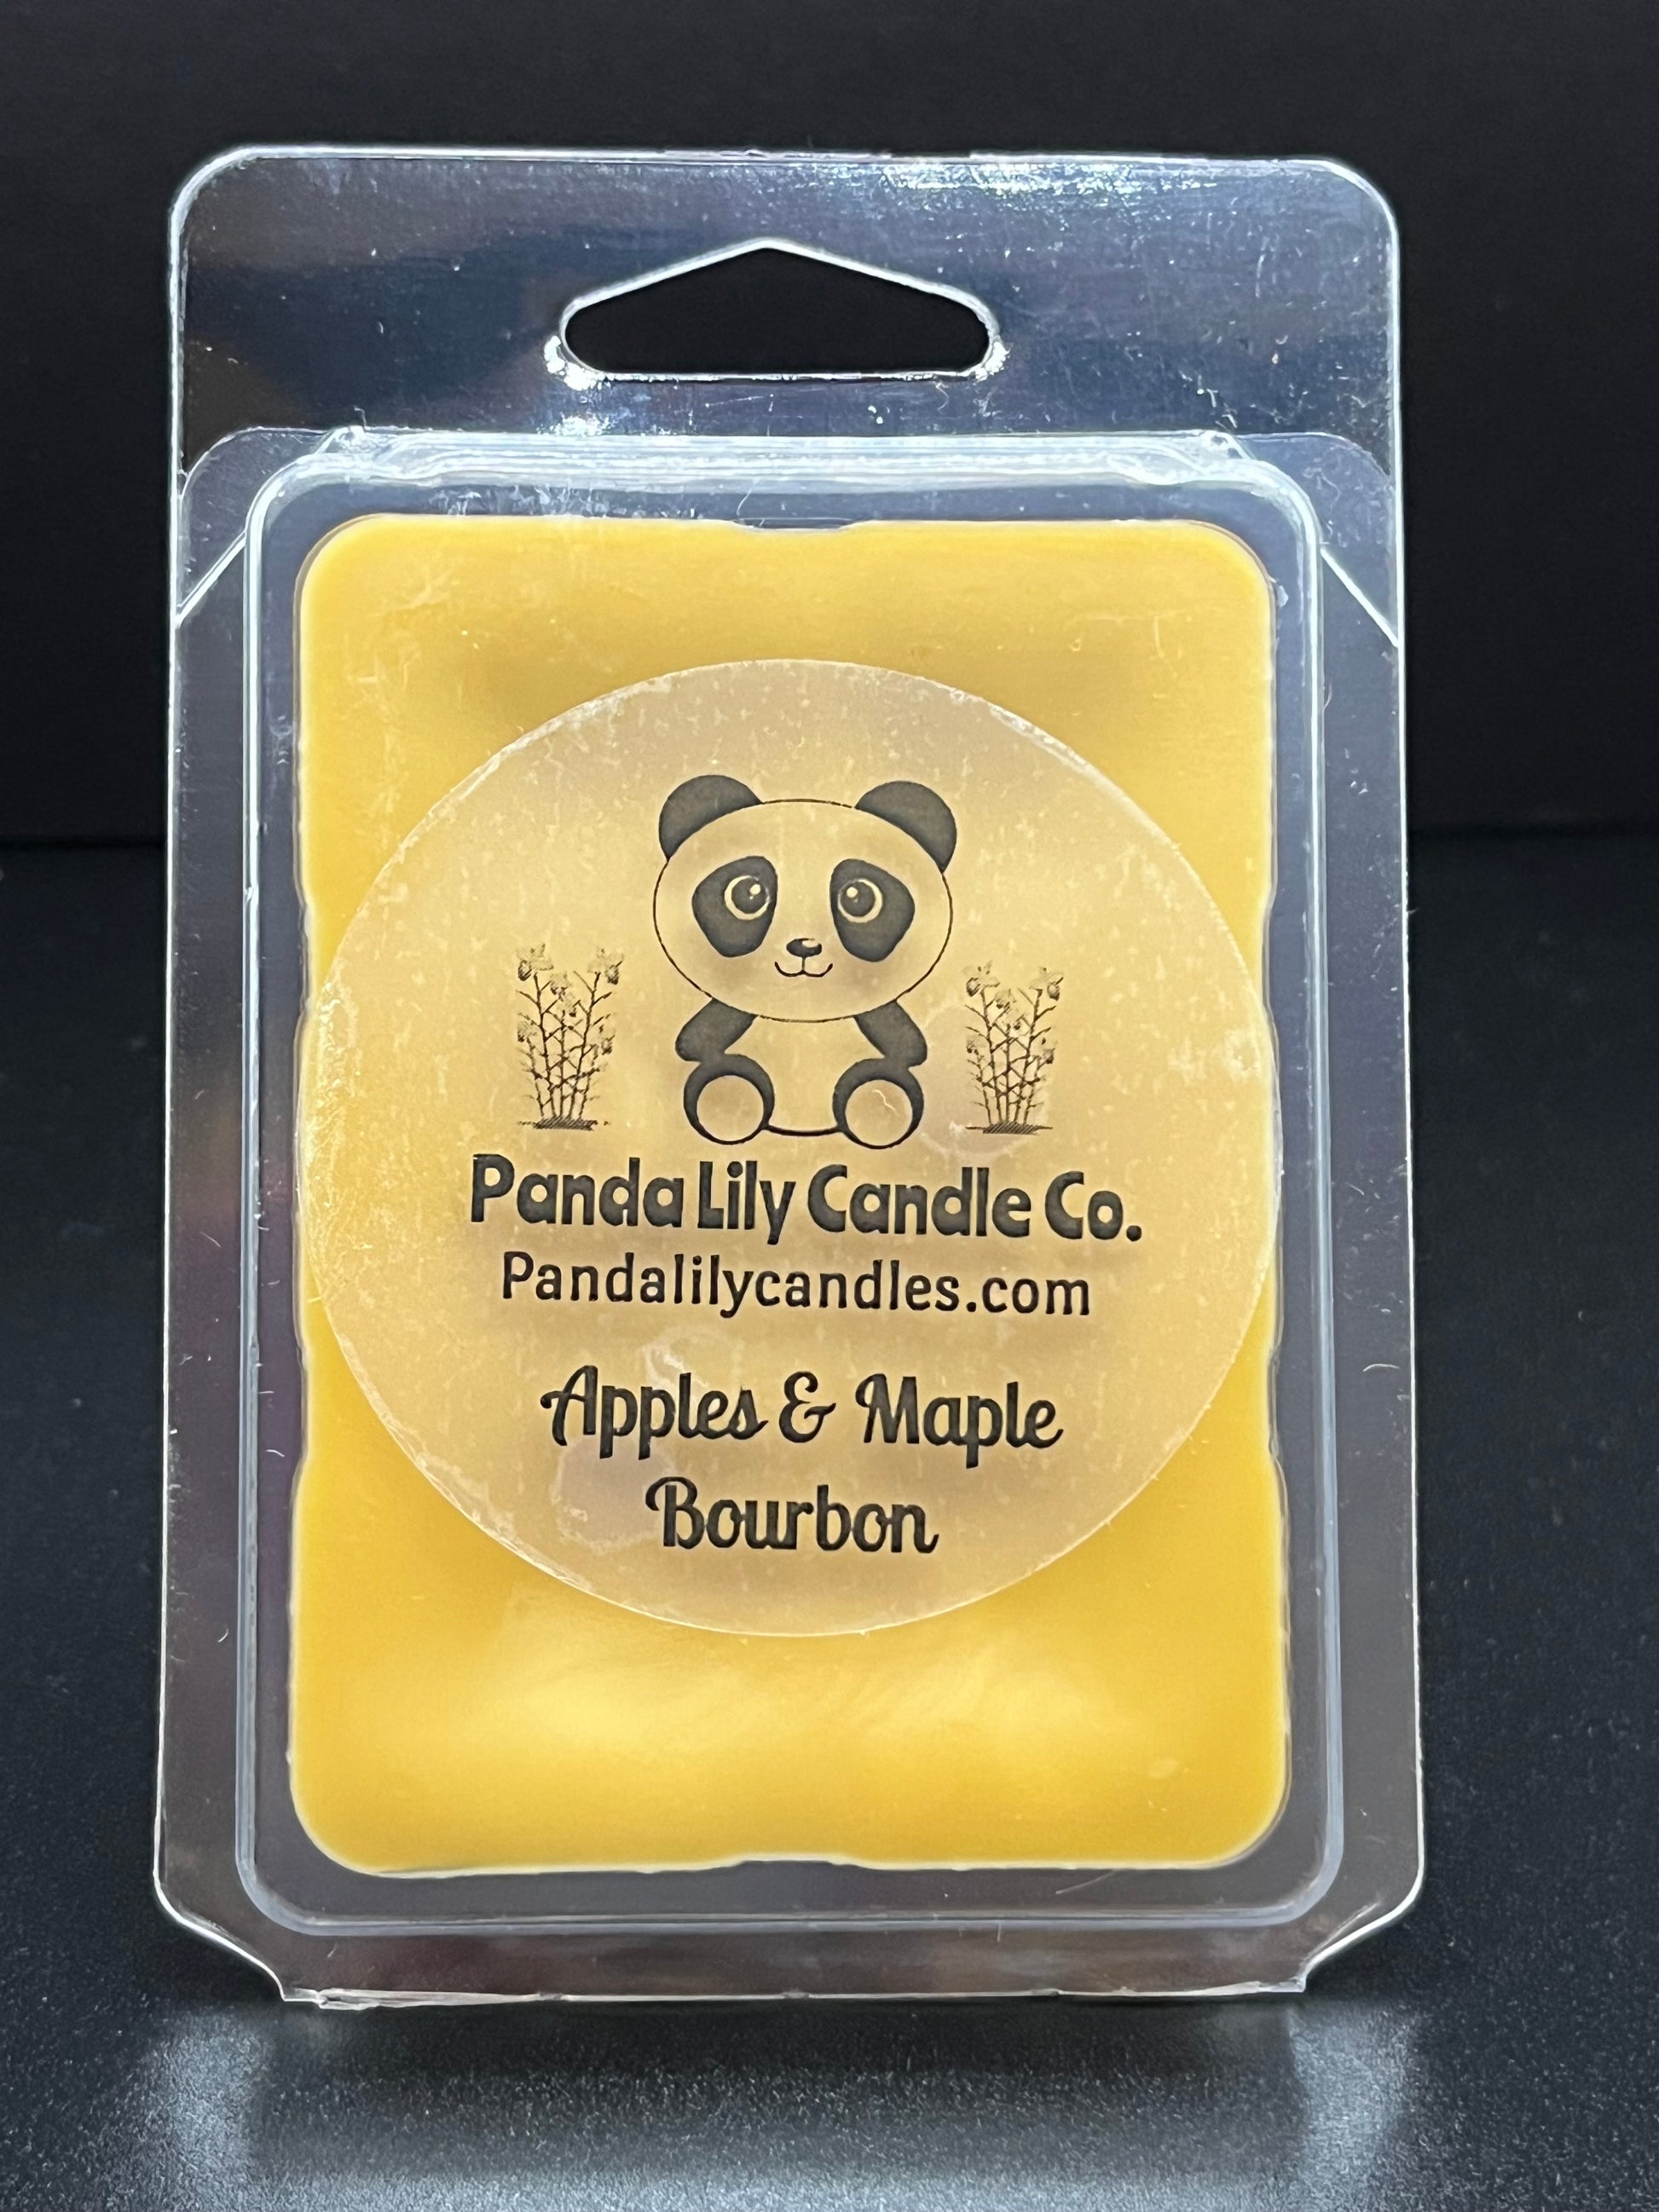 Panda Lily Candle Co.
Pandalilycandles.com
Apples & Maple
Bourbon